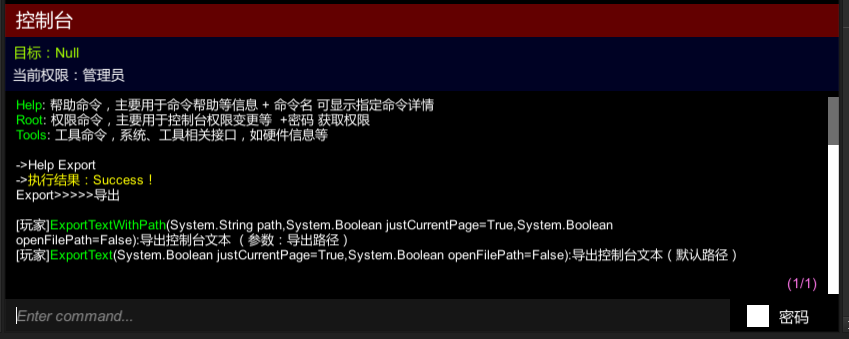 控制台
目标：Null
当前权限：管理员
Help: 帮助命令，主要用于命令帮助等信息 + 命令名 可显示指定命令详情
Root: 权限命令，主要用于控制台权限变更等  +密码 获取权限
Tools: 工具命令，系统、工具相关接口，如硬件信息等
->Help Export
->执行结果：Success！
Export>>>>>导出
[玩家]ExportTextWithPath(System.String path,System.Boolean justCurrentPage=True,System.Boolean
openFilePath=False):导出控制台文本 （参数：导出路径）
[玩家]ExportText(System.Boolean justCurrentPage=True,System.Boolean openFilePath=False):导出控制台文本（默认路径）
(1/1)
Enter command...
密码